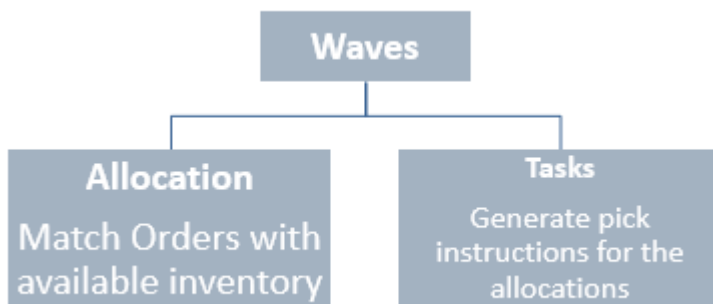 Waves
Allocation
Match Orders with
available inventory
Tasks
Generate pick
instructions for the
allocations